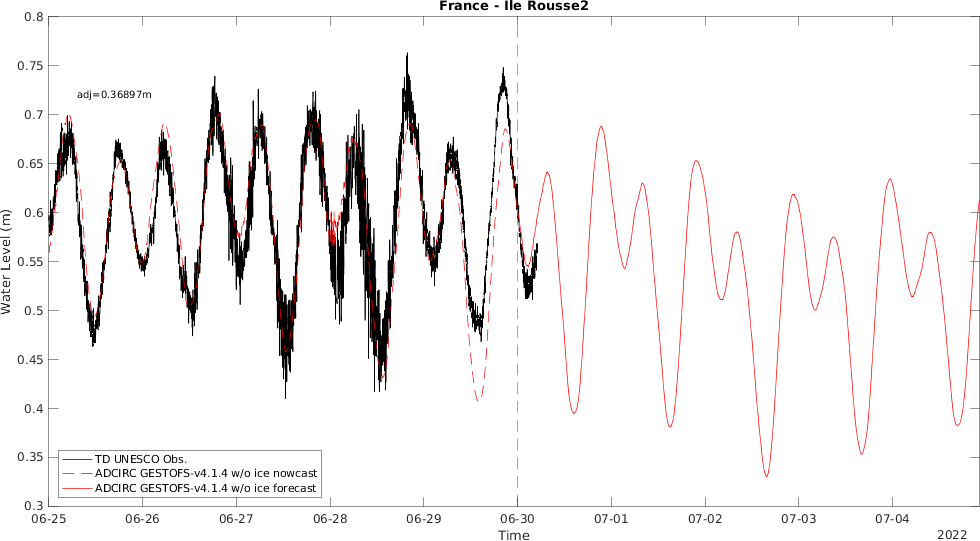 France - Ile Rousse2
0.8
0.75
0.7
0.65
0.6
0.55
0.5
0.45
0.4
0.35
0.3
Water Level (m)
adj=0.36897m
TD UNESCO Obs.
ADCIRC GESTOFS-v4.1.4 w/o ice nowcast
ADCIRC GESTOFS-v4.1.4 w/o ice forecast
06-25 06-26 06-27 06-28 06-29 06-30 07-01 07-02 07-03 07-04
Time
2022